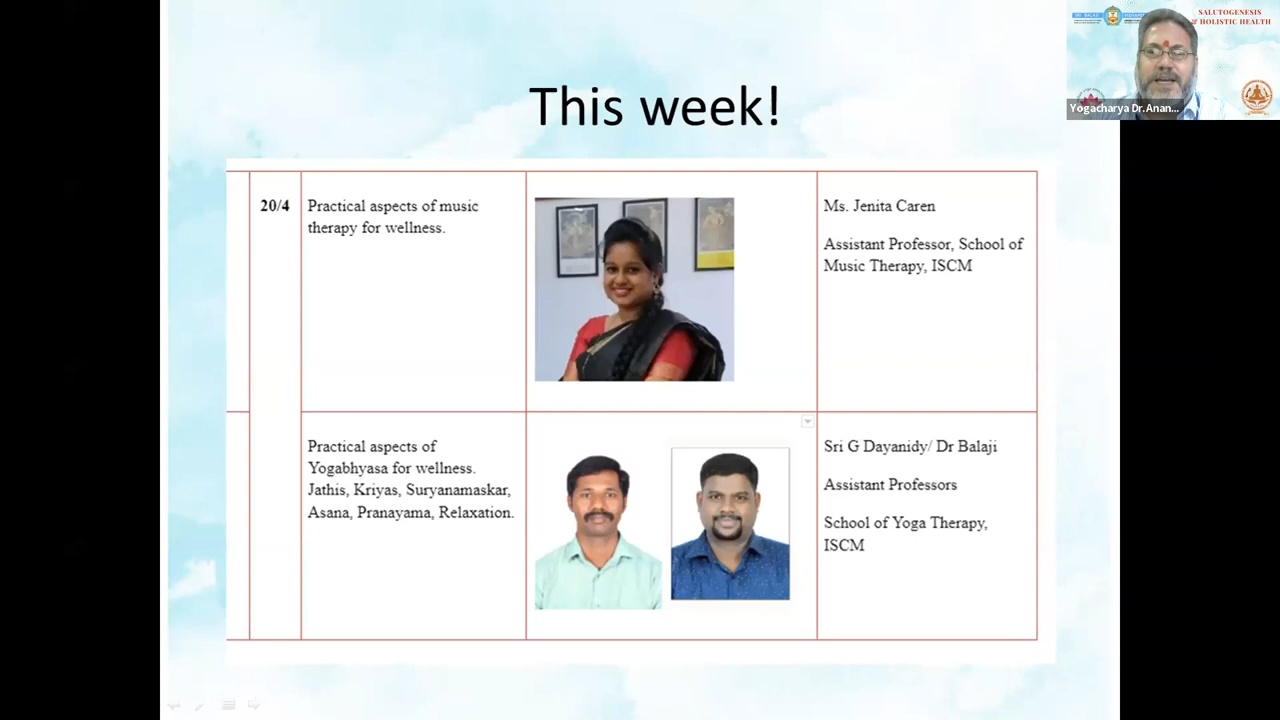 This week!
20/4
Practical aspects of music
therapy for wellness.
Ms. Jenita Caren
Assistant Professor, School of
Music Therapy, ISCM
Practical aspects of
Yogabhyasa for wellness.
Jathis, Kriyas, Suryanamaskar,
Asana, Pranayama, Relaxation.
Sri G Dayanidy/ Dr Balaji
Assistant Professors
School of Yoga Therapy,
ISCM
SALUTOGENESIS
HOLISTIC HEALTH
SRI BALAJI
Yogacharya Dr.Anan...